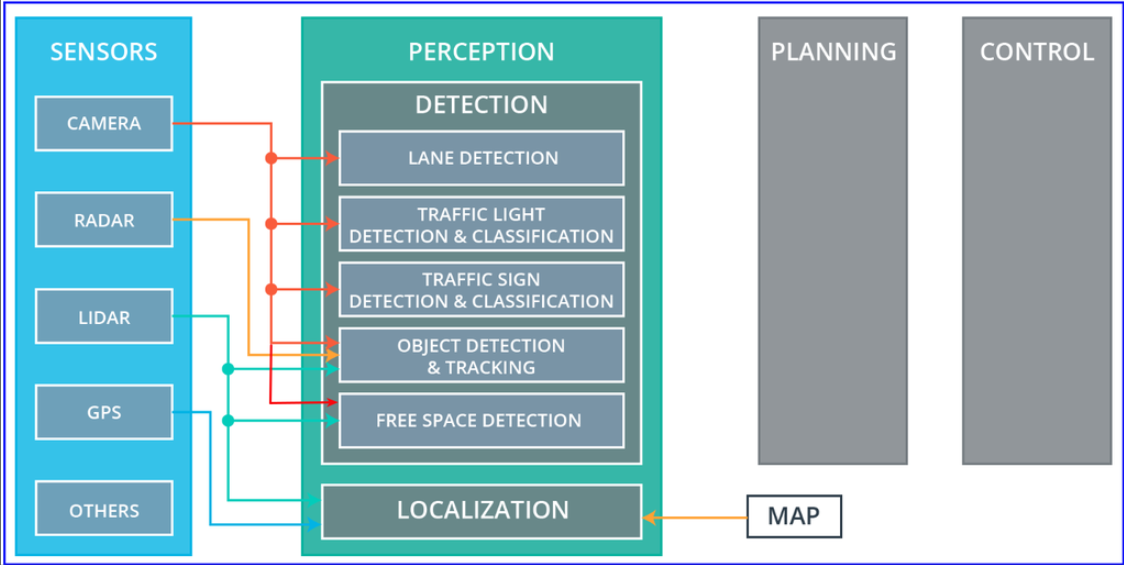 SENSORS
CAMERA
RADAR
LIDAR
GPS
OTHERS
PERCEPTION
DETECTION
LANE DETECTION
TRAFFIC LIGHT
DETECTION & CLASSIFICATION
TRAFFIC SIGN
DETECTION & CLASSIFICATION
OBJECT DETECTION
& TRACKING
FREE SPACE DETECTION
LOCALIZATION
PLANNING
CONTROL
MAP